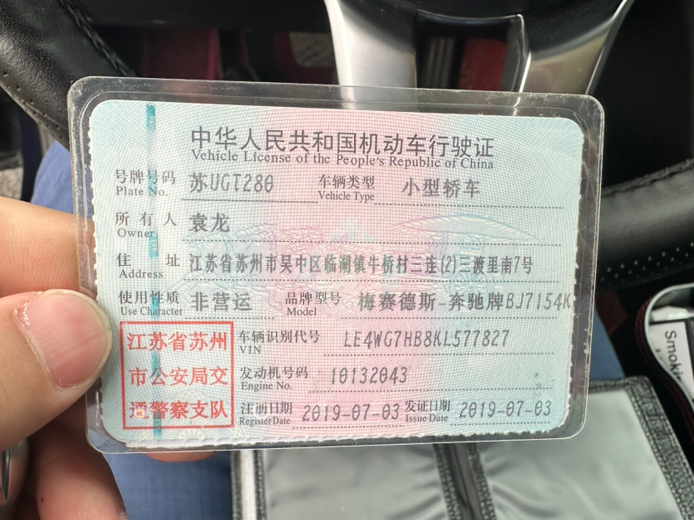 中华人民共和国机动车行驶证
Vehicle License of the People's Republic of China
号牌号码 苏UGT280 车辆类型 小型轿车
Plate No. Vehicle Type
所有人 袁龙
Owner
住址 江苏省苏州市吴中区临湖镇牛桥村三连(2)三渡里南7号
Address
使用性质 非营运 品牌型号 梅赛德斯-奔驰牌BJ7154K
Use Character Model
江苏省苏州 车辆识别代号 LE4WG7HB8KL577827
VIN
市公安局交 发动机号码 10132043
Engine No.
通警察支队 注册日期 2019-07-03 发证日期 2019-07-03
Register Date Issue Date
Smokin